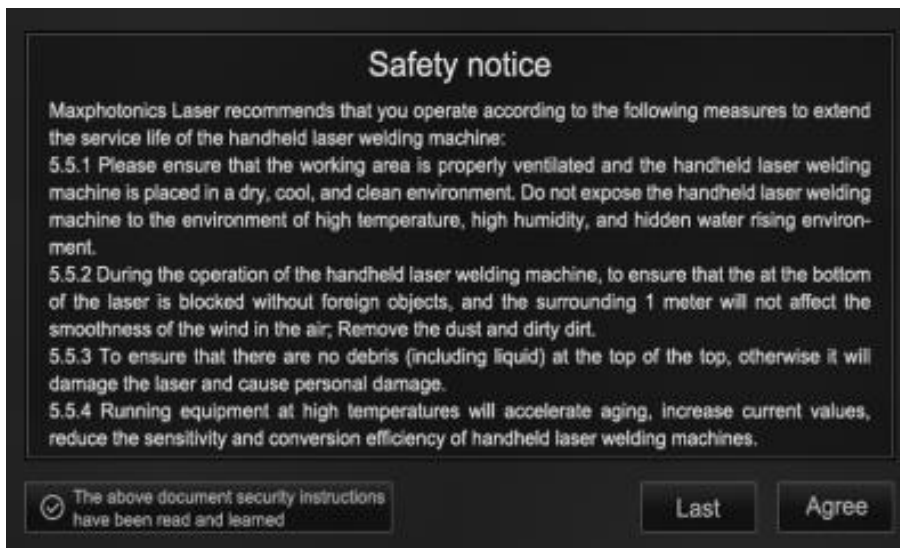 Safety notice
Maxphotonics Laser recommends that you operate according to the following measures to extend
the service life of the handheld laser welding machine:
5.5.1 Please ensure that the working area is properly ventilated and the handheld laser welding
machine is placed in a dry, cool, and clean environment. Do not expose the handheld laser welding
machine to the environment of high temperature, high humidity, and hidden water rising environ-
ment.
5.5.2 During the operation of the handheld laser welding machine, to ensure that the at the bottom
of the laser is blocked without foreign objects, and the surrounding 1 meter will not affect the
smoothness of the wind in the air; Remove the dust and dirty dirt.
5.5.3 To ensure that there are no debris (including liquid) at the top of the top, otherwise it will
damage the laser and cause personal damage.
5.5.4 Running equipment at high temperatures will accelerate aging, increase current values,
reduce the sensitivity and conversion efficiency of handheld laser welding machines.
The above document security instructions
have been read and learned
Last
Agree